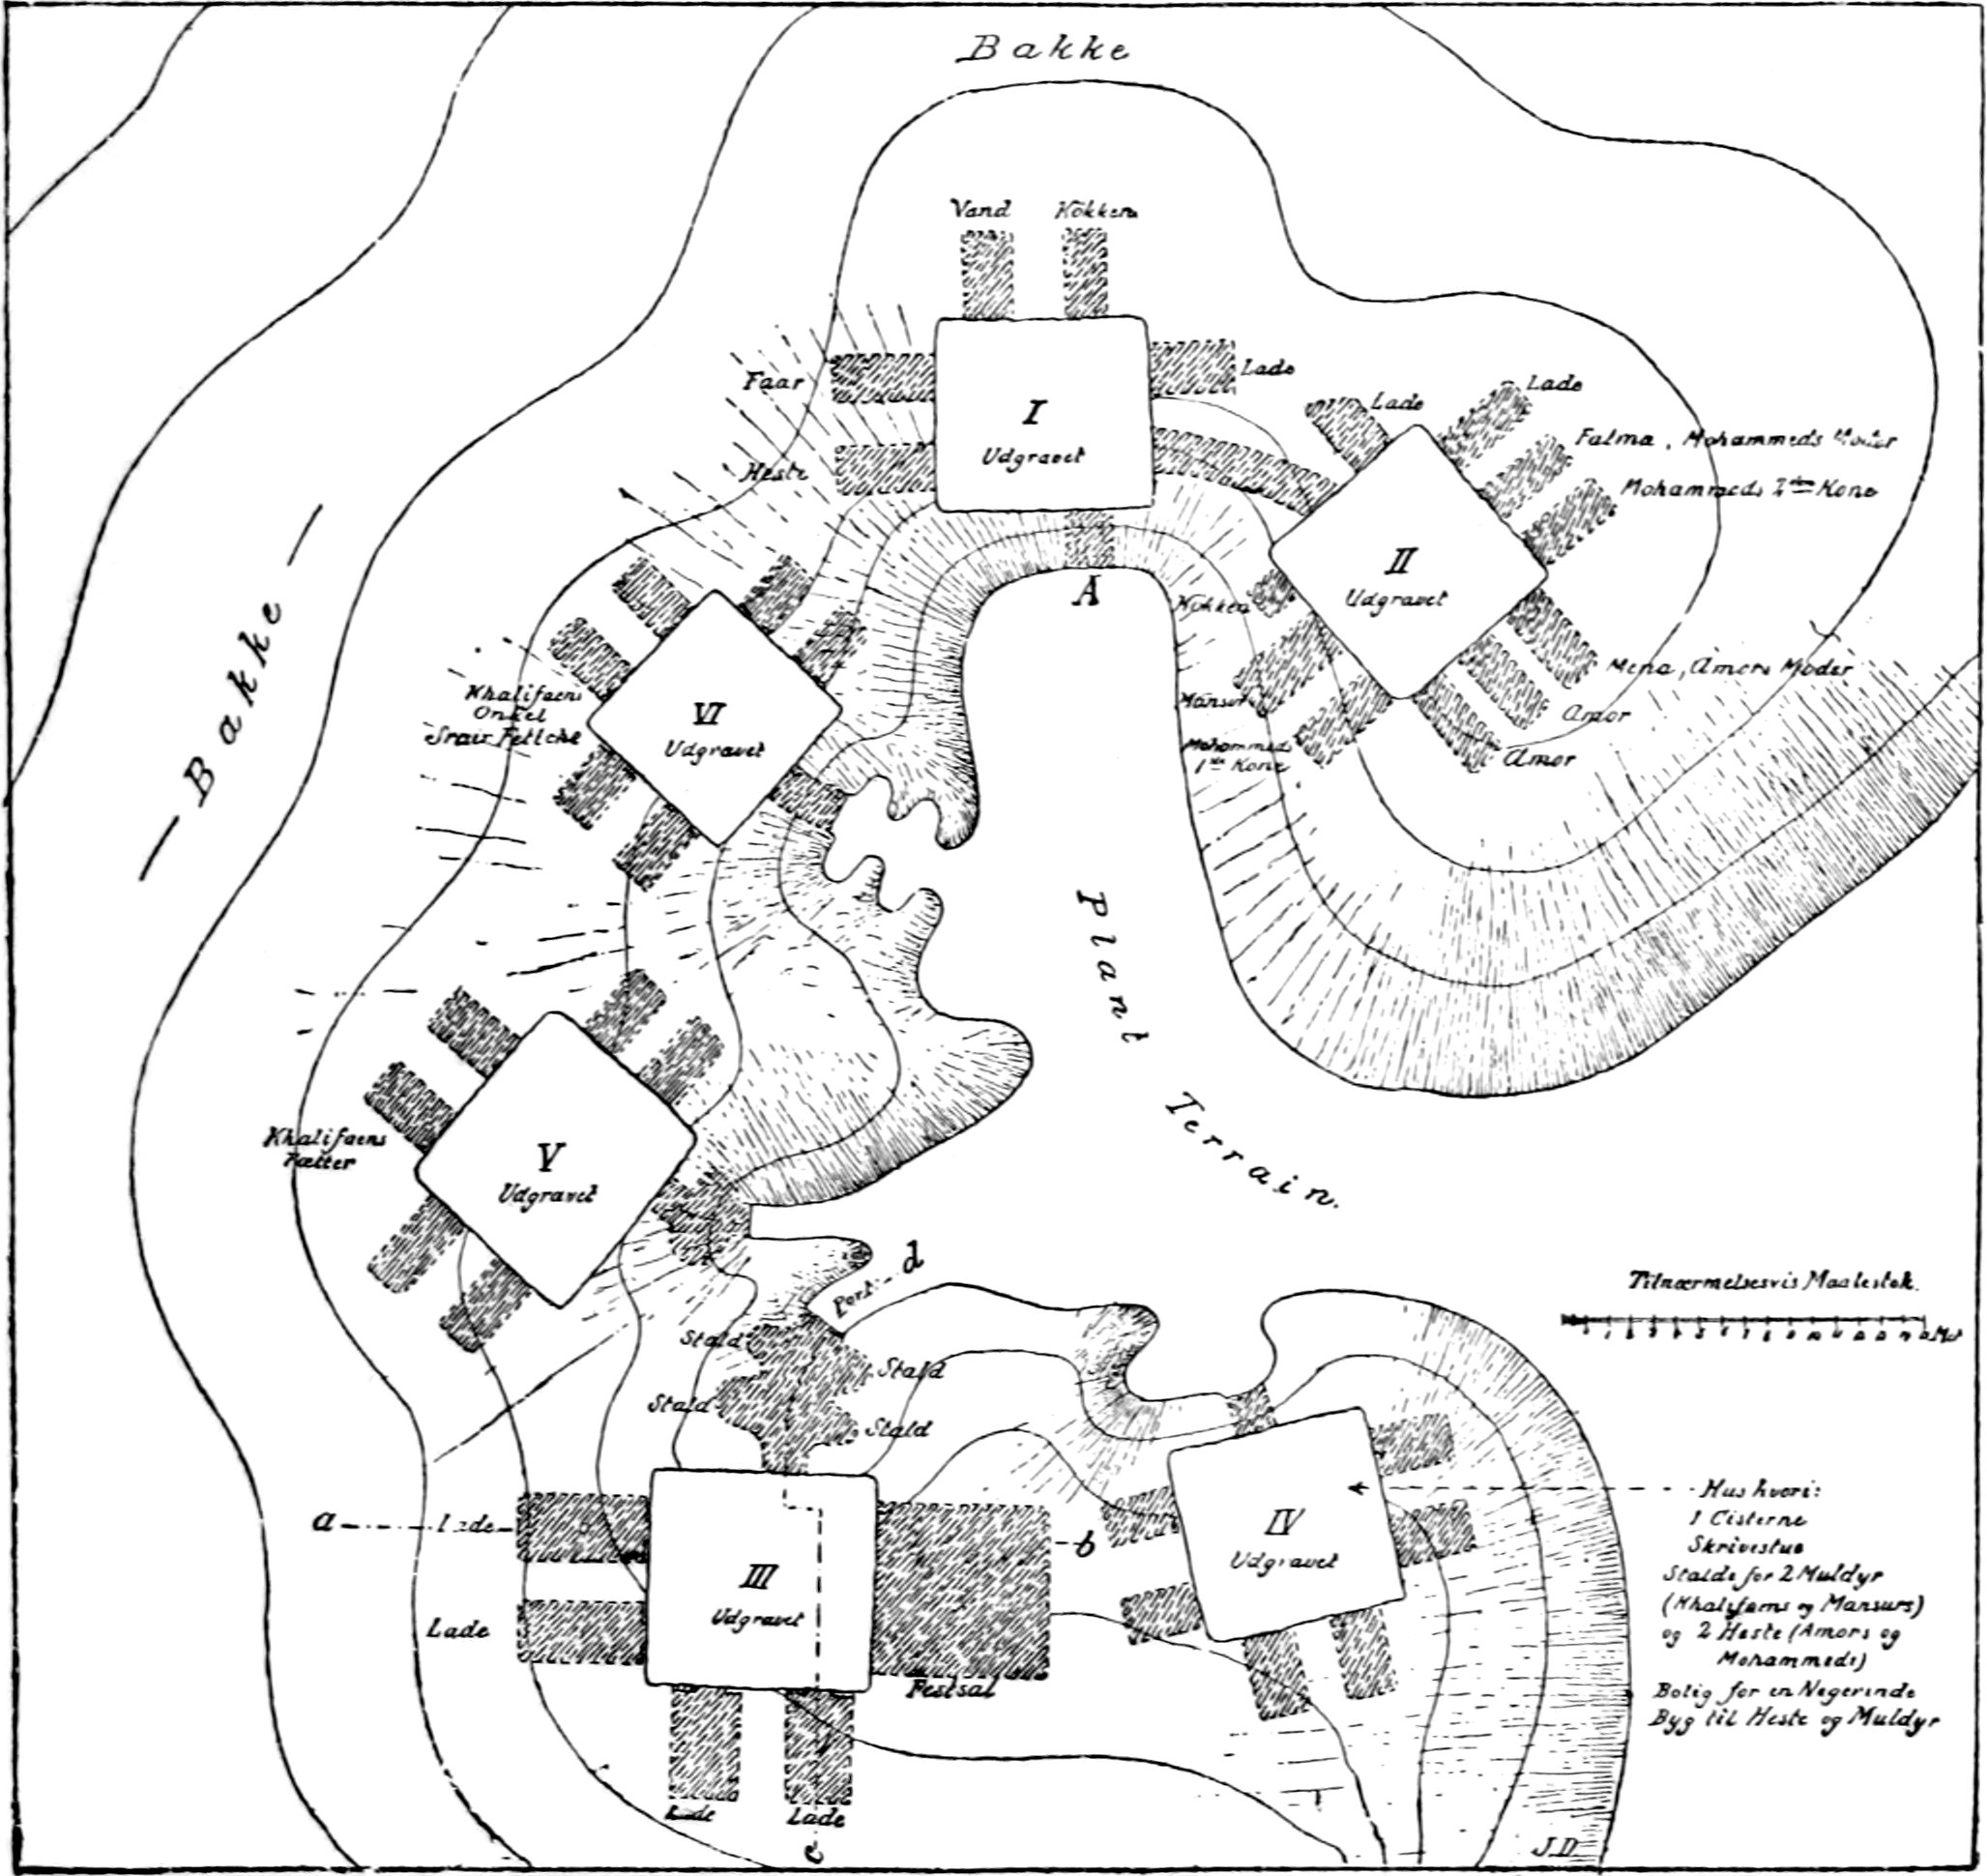 Bakke
Vand
Kökken
Faar
Heste
I
Udgravet
Lade
Lade
Lade
Fatma, Mohammeds Moder
Mohammeds 2den Kone
II
Udgravet
A
Kökken
Mansur
Mohammeds
1ste Kone
Mena, Amors Moder
Amor
Amor
Bakke
Khalifaens
Onkel
VI
Udgravet
Plant
Terrain.
Khalifaens
Fætter
V
Udgravet
d
Port
Stald
Stald
Stald
Stald
Tilnærmelsesvis Maalestok.
a
Lade
b
III
Udgravet
Lade
Festsal
Lade
Lade
c
IV
Udgravet
Hus hvori:
1 Cisterne
Skrivestue
Stalde for 2 Muldyr
(Khalifaens og Mansurs)
og 2 Heste (Amors og
Mohammeds)
Bolig for en Negerinde
Byg til Heste og Muldyr
J.D.